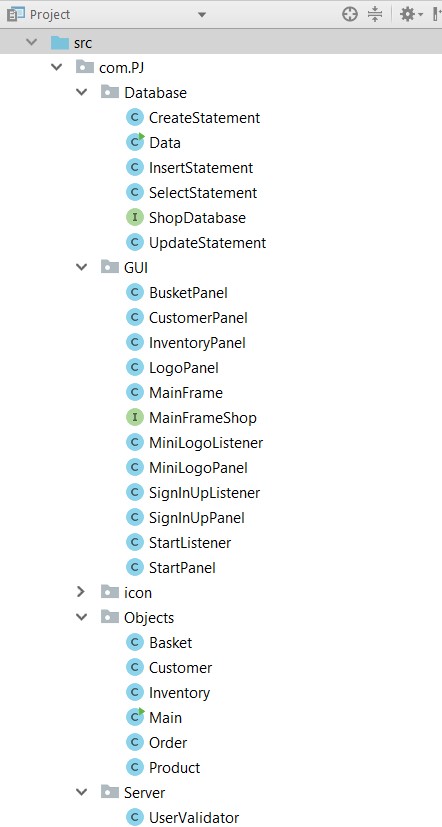 Project
src
com.PJ
Database
C CreateStatement
C Data
C InsertStatement
C SelectStatement
I ShopDatabase
C UpdateStatement
GUI
C BusketPanel
C CustomerPanel
C InventoryPanel
C LogoPanel
C MainFrame
I MainFrameShop
C MiniLogoListener
C MiniLogoPanel
C SignInUpListener
C SignInUpPanel
C StartListener
C StartPanel
icon
Objects
C Basket
C Customer
C Inventory
C Main
C Order
C Product
Server
C UserValidator